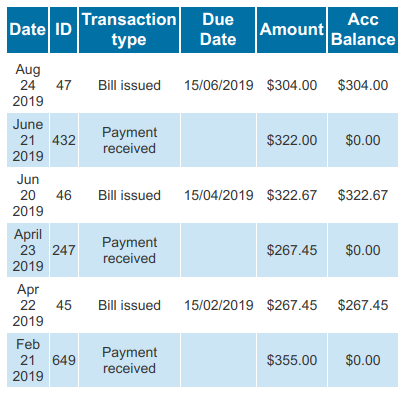 Date ID Transaction type Due Date Amount Acc Balance
Aug 24 2019 47 Bill issued 15/06/2019 $304.00 $304.00
June 21 2019 432 Payment received $322.00 $0.00
Jun 20 2019 46 Bill issued 15/04/2019 $322.67 $322.67
April 23 2019 247 Payment received $267.45 $0.00
Apr 22 2019 45 Bill issued 15/02/2019 $267.45 $267.45
Feb 21 2019 649 Payment received $355.00 $0.00